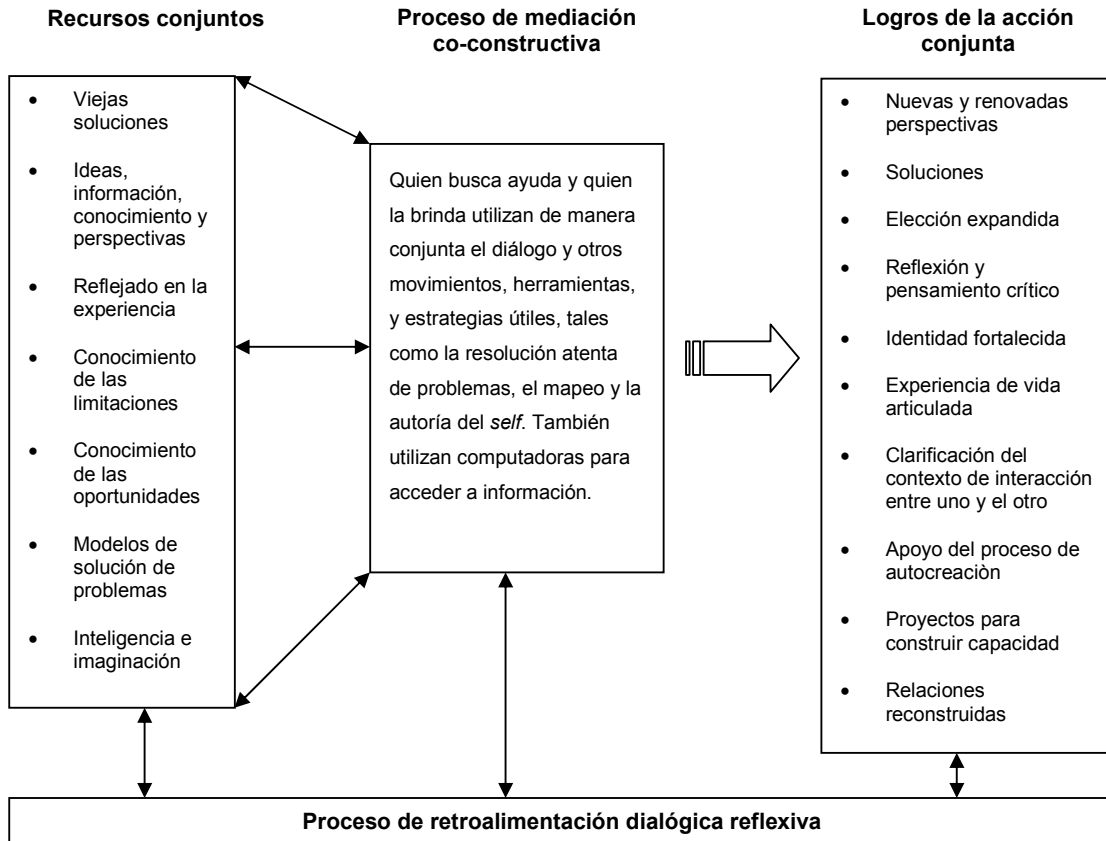 Recursos conjuntos
Viejas
soluciones
Ideas,
información,
conocimiento y
perspectivas
Reflejado en la
experiencia
Conocimiento
de las
limitaciones
Conocimiento
de las
oportunidades
Modelos de
solución de
problemas
Inteligencia e
imaginación
Proceso de mediación
co-constructiva
Quien busca ayuda y quien
la brinda utilizan de manera
conjunta el diálogo y otros
movimientos, herramientas,
y estrategias útiles, tales
como la resolución atenta
de problemas, el mapeo y la
autoría del self. También
utilizan computadoras para
acceder a información.
Logros de la acción
conjunta
Nuevas y renovadas
perspectivas
Soluciones
Elección expandida
Reflexión y
pensamiento crítico
Identidad fortalecida
Experiencia de vida
articulada
Clarificación del
contexto de interacción
entre uno y el otro
Apoyo del proceso de
autocreaciòn
Proyectos para
construir capacidad
Relaciones
reconstruidas
Proceso de retroalimentación dialógica reflexiva